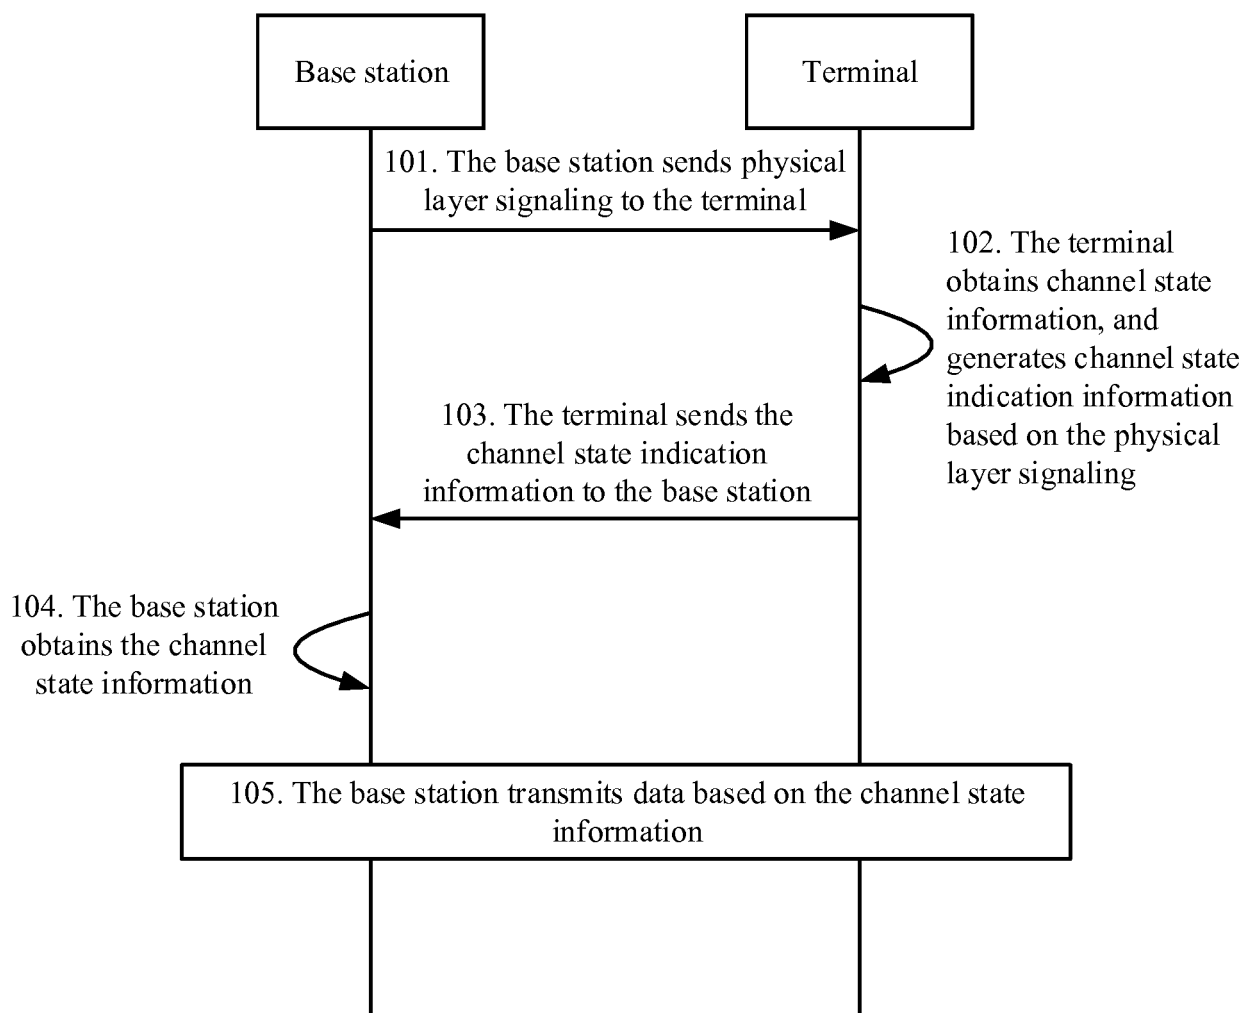 Base station
Terminal
101. The base station sends physical
layer signaling to the terminal
102. The terminal
obtains channel state
information, and
generates channel state
indication information
based on the physical
layer signaling
103. The terminal sends the
channel state indication
information to the base station
104. The base station
obtains the channel
state information
105. The base station transmits data based on the channel state
information